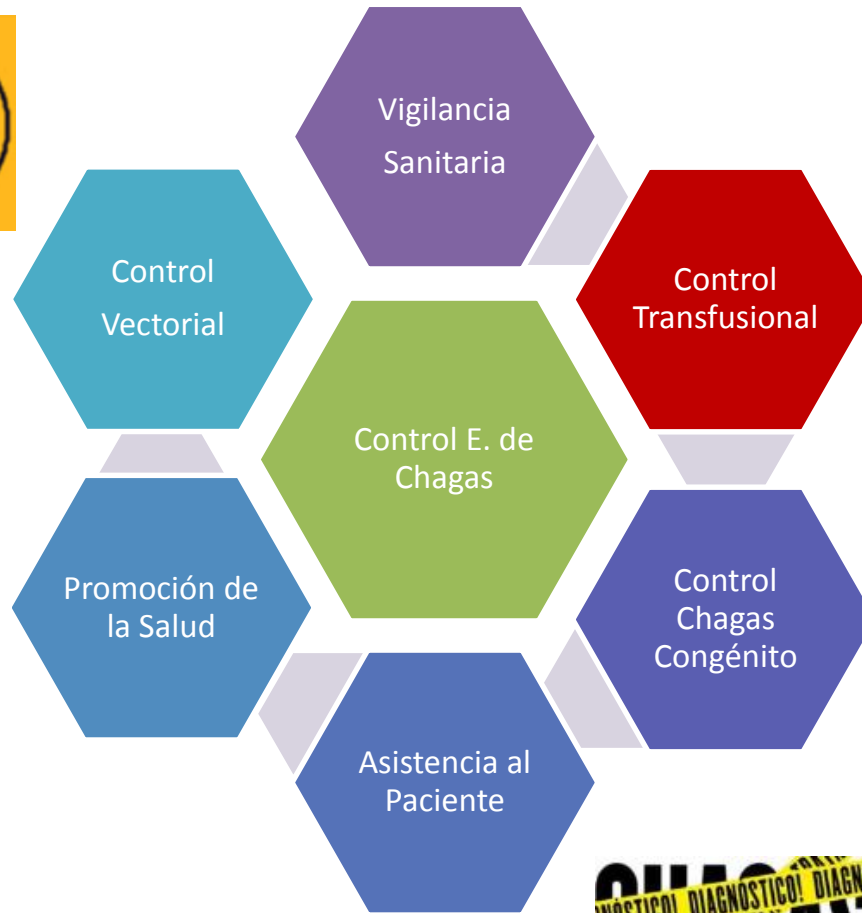 Vigilancia
Sanitaria
Control
Transfusional
Control
Chagas
Congénito
Asistencia al
Paciente
Promoción de
la Salud
Control
Vectorial
Control E. de
Chagas
DIAGNOSTICO!